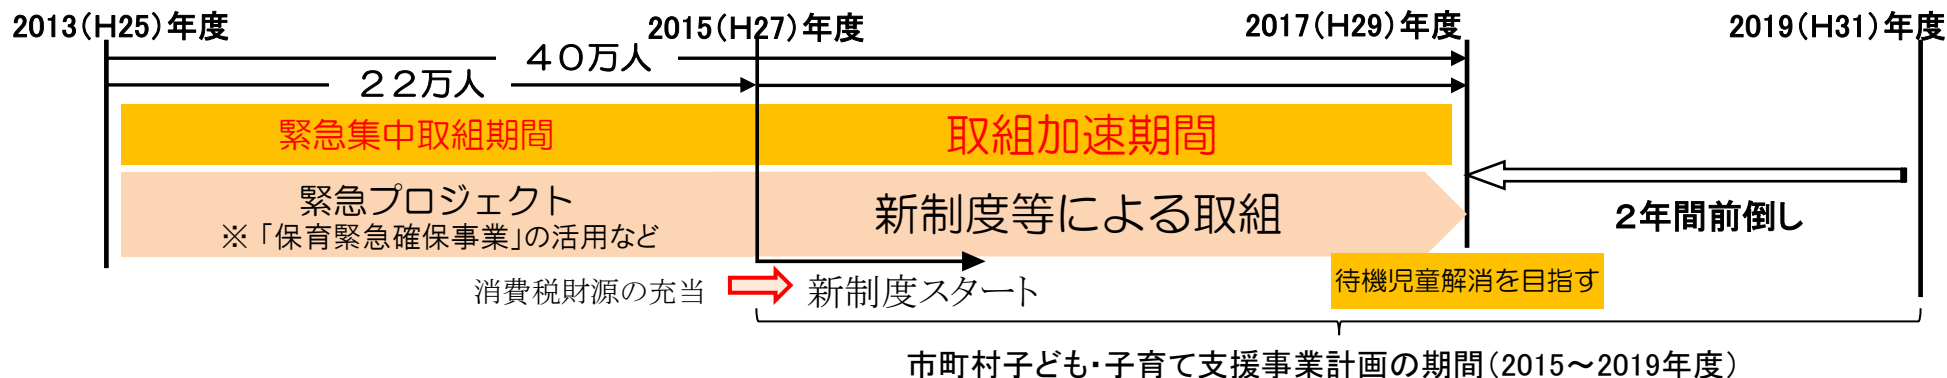 2013(H25)年度
2015(H27)年度
2017(H29)年度
2019(H31)年度
４０万人
２２万人
緊急集中取組期間
取組加速期間
緊急プロジェクト
※「保育緊急確保事業」の活用など
新制度等による取組
２年間前倒し
待機児童解消を目指す
消費税財源の充当
新制度スタート
市町村子ども・子育て支援事業計画の期間(2015～2019年度)